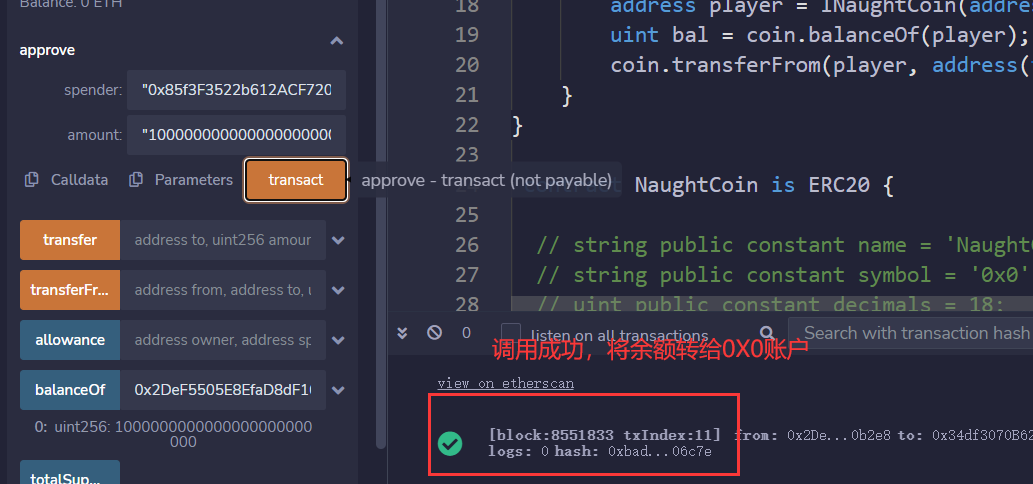 Balance: 0 ETH
approve
spender: "0x85f3F3522b612ACF720
amount:
Calldata Parameters transact
approve - transact (not payable)
transfer address to, uint256 amour
transferFr... address from, address to, u
allowance address owner, address sp
balanceOf 0x2DeF5505E8EfaD8dF1
0: uint256:
000
totalSup...
18 address player = INaughtCoin(addre
19 uint bal = coin.balanceOf(player);
20 coin.transferFrom(player, address(
21 }
22 }
23
NaughtCoin is ERC20 {
25
26 // string public constant name = 'Naught
27 // string public constant symbol = '0x0'
28 // uint public constant decimals = 18;
0 listen on all transactions Search with transaction hash
调用成功，将余额转给0X0账户
view on etherscan
[block:8551833 txIndex:11] from: 0x2De...0b2e8 to: 0x34df3070B62
logs: 0 hash: 0xbad...06c7e